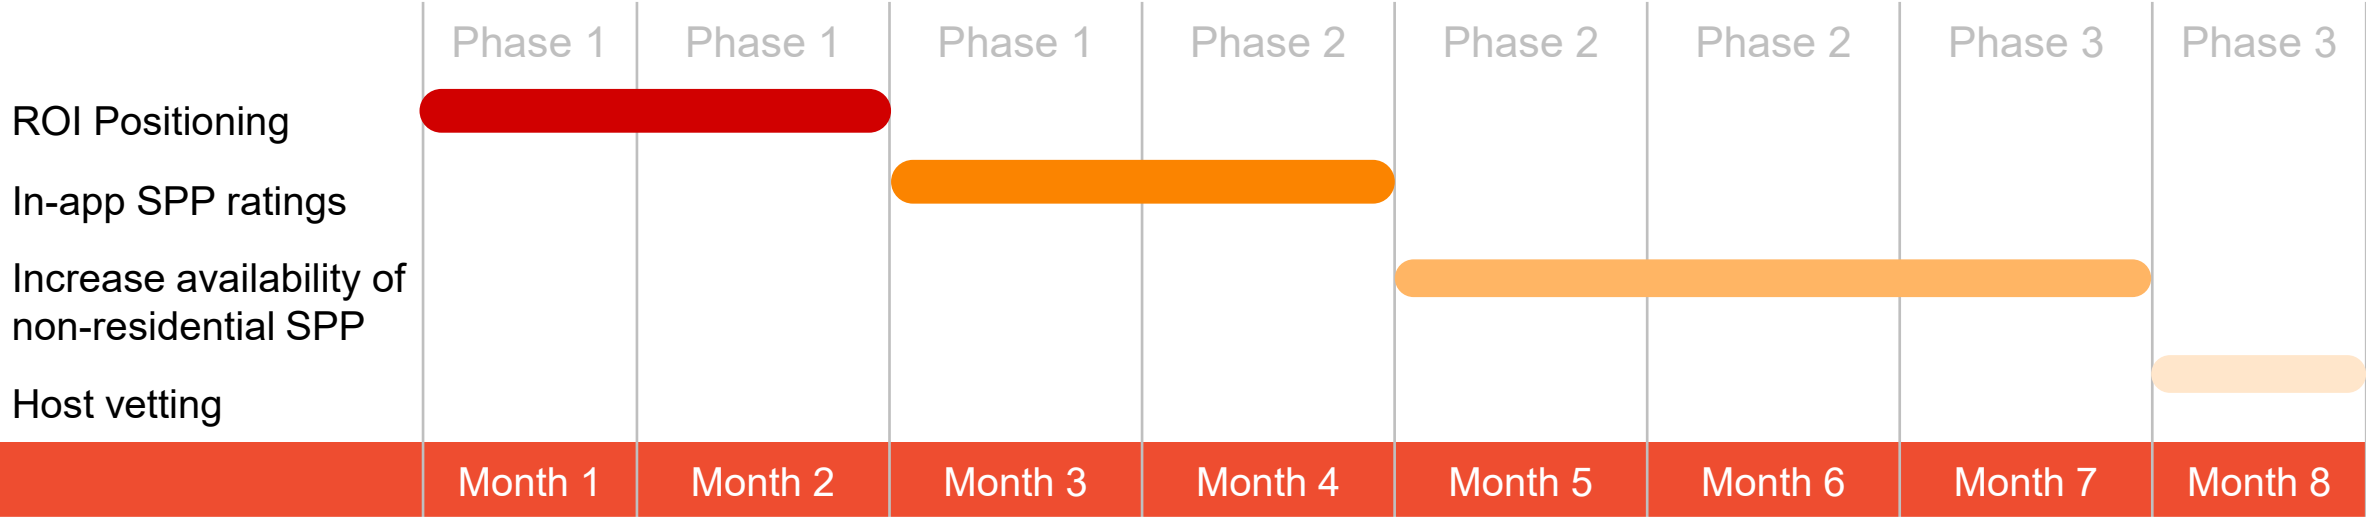 Phase 1 Phase 1 Phase 1 Phase 2 Phase 2 Phase 2 Phase 3 Phase 3
ROI Positioning
In-app SPP ratings
Increase availability of
non-residential SPP
Host vetting
Month 1 Month 2 Month 3 Month 4 Month 5 Month 6 Month 7 Month 8